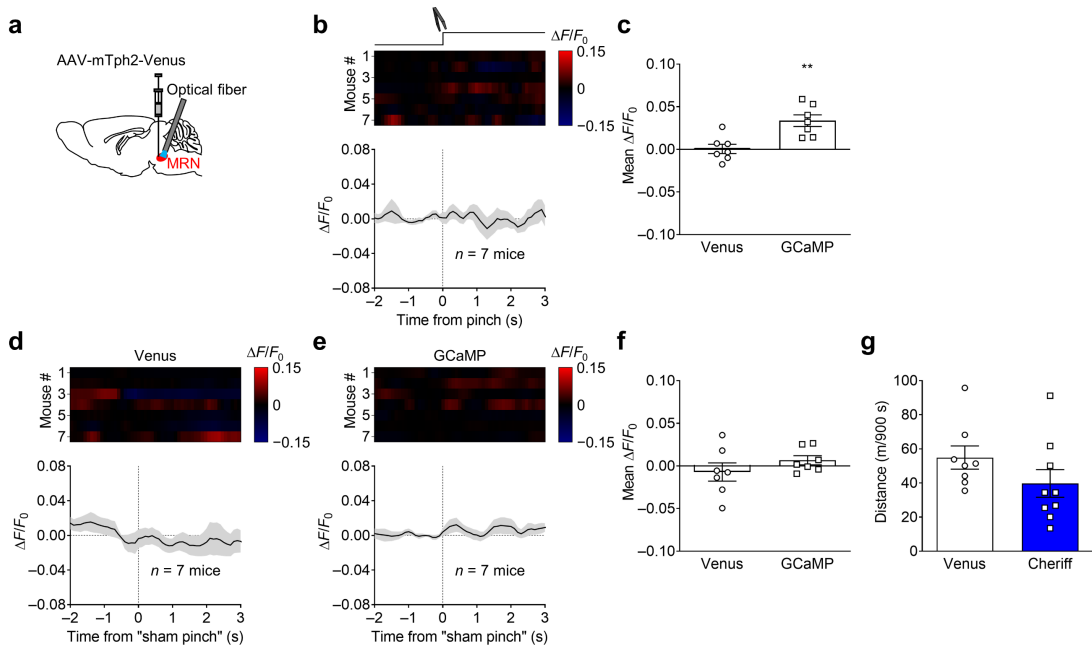 a
AAV-mTph2-Venus
Optical fiber
MRN
b
ΔF/F0
Mouse #
1
3
5
7
0.15
0
−0.15
ΔF/F0
0.08
0.04
0.00
−0.04
−0.08
n = 7 mice
−2 −1 0 1 2 3
Time from pinch (s)
c
Mean ΔF/F0
0.10
0.05
0.00
−0.05
−0.10
**
Venus GCaMP
d
Venus
ΔF/F0
Mouse #
1
3
5
7
0.15
0
−0.15
ΔF/F0
0.08
0.04
0.00
−0.04
−0.08
n = 7 mice
−2 −1 0 1 2 3
Time from "sham pinch" (s)
e
GCaMP
ΔF/F0
Mouse #
1
3
5
7
0.15
0
−0.15
ΔF/F0
0.08
0.04
0.00
−0.04
−0.08
n = 7 mice
−2 −1 0 1 2 3
Time from "sham pinch" (s)
f
Mean ΔF/F0
0.10
0.05
0.00
−0.05
−0.10
Venus GCaMP
g
Distance (m/900 s)
100
80
60
40
20
0
Venus Cheriff